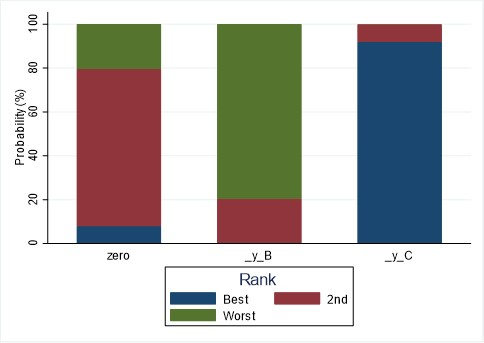 100
80
60
40
20
0
Probability (%)
zero _y_B _y_C
Rank
Best 2nd
Worst